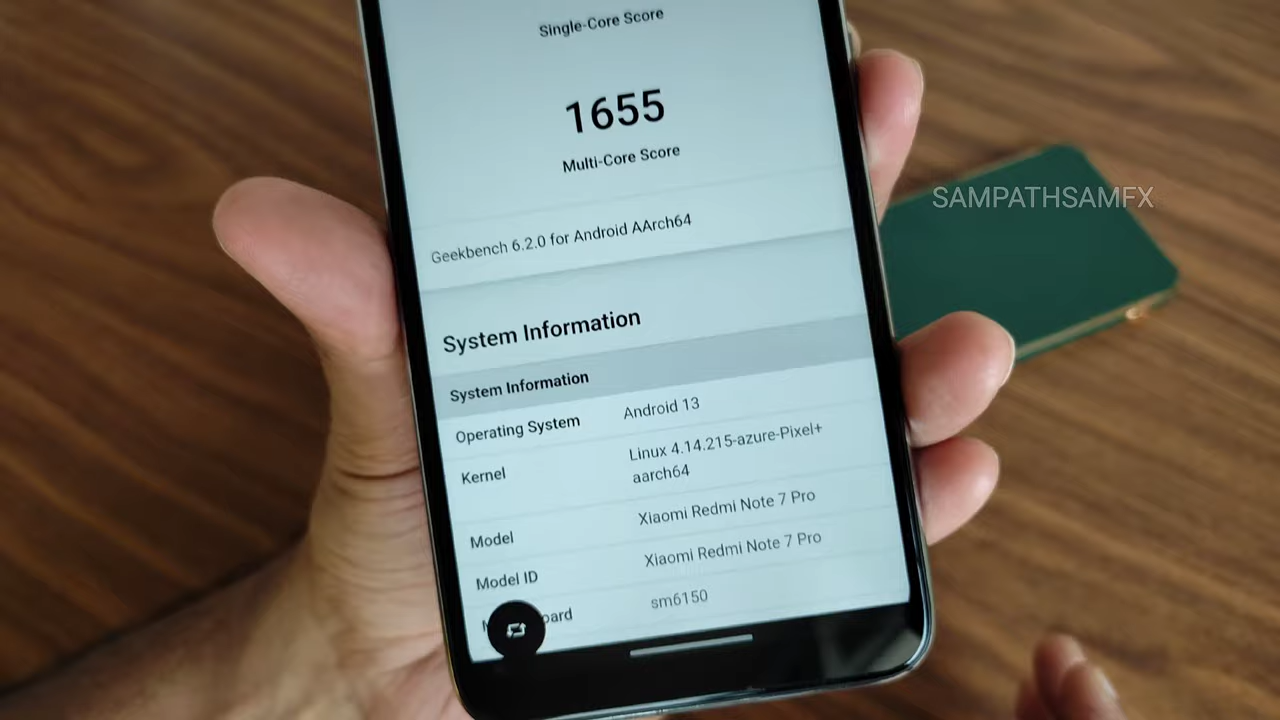 Single-Core Score
1655
Multi-Core Score
SAMPATHSAMFX
Geekbench 6.2.0 for Android AArch64
System Information
System Information
Operating System Android 13
Kernel Linux 4.14.215-azure-Pixel+
aarch64
Model Xiaomi Redmi Note 7 Pro
Model ID Xiaomi Redmi Note 7 Pro
sm6150